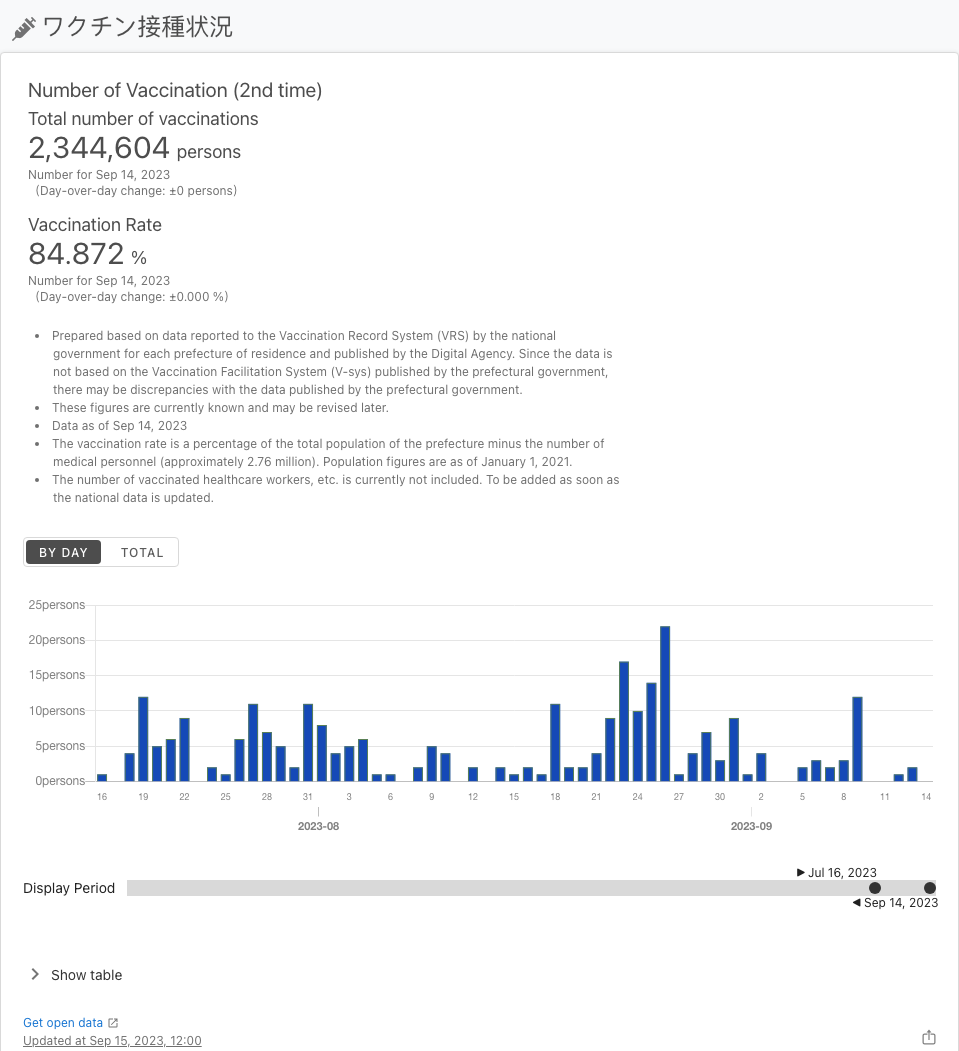 ワクチン接種状況
Number of Vaccination (2nd time)
Total number of vaccinations
2,344,604 persons
Number for Sep 14, 2023
(Day-over-day change: ±0 persons)
Vaccination Rate
84.872 %
Number for Sep 14, 2023
(Day-over-day change: ±0.000 %)
• Prepared based on data reported to the Vaccination Record System (VRS) by the national
government for each prefecture of residence and published by the Digital Agency. Since the data is
not based on the Vaccination Facilitation System (V-sys) published by the prefectural government,
there may be discrepancies with the data published by the prefectural government.
• These figures are currently known and may be revised later.
• Data as of Sep 14, 2023
• The vaccination rate is a percentage of the total population of the prefecture minus the number of
medical personnel (approximately 2.76 million). Population figures are as of January 1, 2021.
• The number of vaccinated healthcare workers, etc. is currently not included. To be added as soon as
the national data is updated.
BY DAY TOTAL
25persons
20persons
15persons
10persons
5persons
0persons
16 19 22 25 28 31 3 6 9 12 15 18 21 24 27 30 2 5 8 11 14
2023-08 2023-09
Jul 16, 2023
Display Period
Sep 14, 2023
Show table
Get open data
Updated at Sep 15, 2023, 12:00